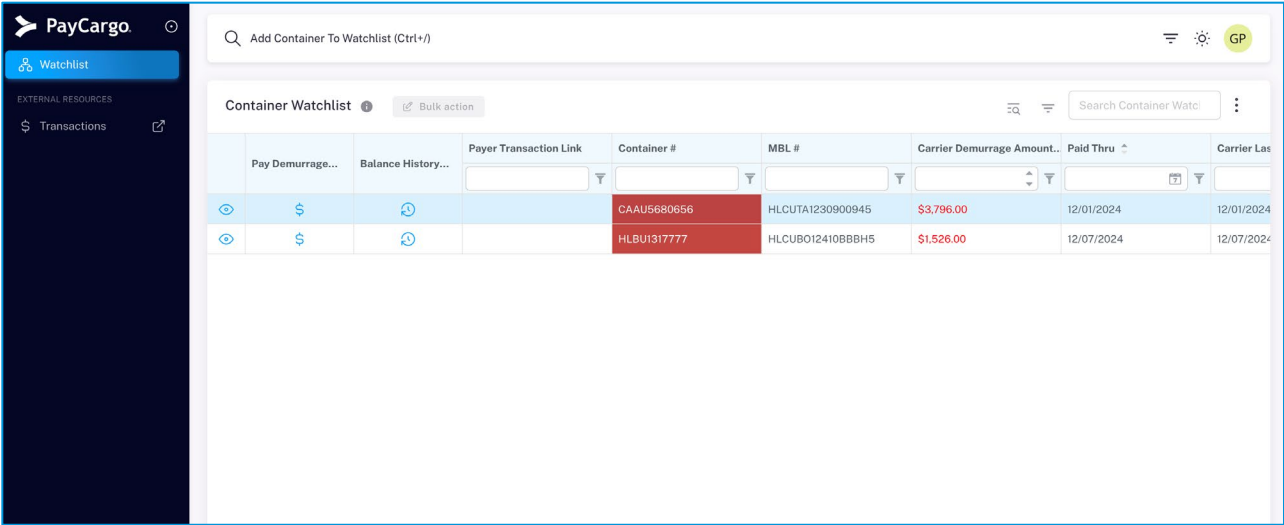 PayCargo.
Watchlist
EXTERNAL RESOURCES
$ Transactions
Add Container To Watchlist (Ctrl+/)
GP
Container Watchlist
Bulk action
Search Container Watcl
Pay Demurrage... Balance History... Payer Transaction Link Container # MBL # Carrier Demurrage Amount.. Paid Thru Carrier Las
$ CAAU5680656 HLCUTA1230900945 $3,796.00 12/01/2024 12/01/2024
$ HLBU1317777 HLCUBO12410BBBH5 $1,526.00 12/07/2024 12/07/2024